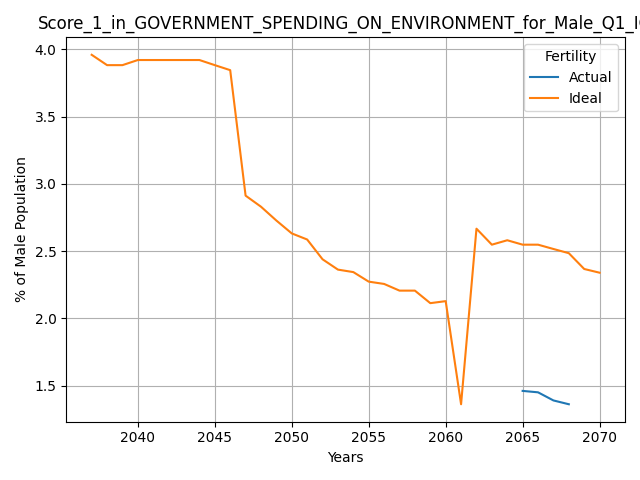 Score_1_in_GOVERNMENT_SPENDING_ON_ENVIRONMENT_for_Male_Q1_
Fertility
Actual
Ideal
4.0
3.5
3.0
2.5
2.0
1.5
% of Male Population
2040 2045 2050 2055 2060 2065 2070
Years